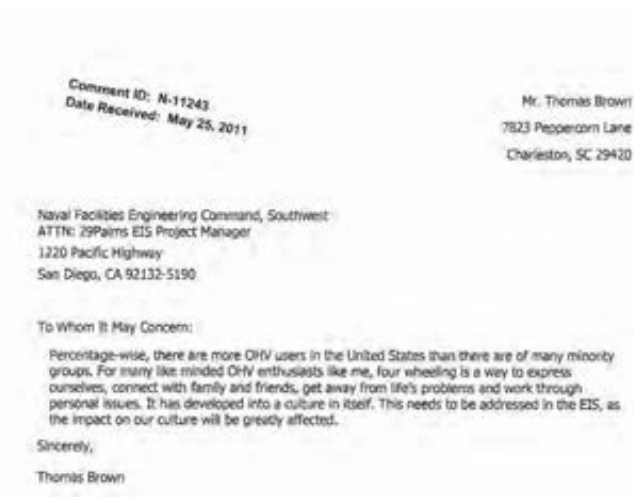 Comment ID: N-11243
Date Received: May 25, 2011
Mr. Thomas Brown
7823 Peppercorn Lane
Charleston, SC 29420
Naval Facilities Engineering Command, Southwest
ATTN: 29Palms EIS Project Manager
1220 Pacific Highway
San Diego, CA 92132-5190
To Whom It May Concern:
Percentage-wise, there are more OHV users in the United States than there are of many minority
groups. For many like minded OHV enthusiasts like me, four wheeling is a way to express
ourselves, connect with family and friends, get away from life's problems and work through
personal issues. It has developed into a culture in itself. This needs to be addressed in the EIS, as
the impact on our culture will be greatly affected.
Sincerely,
Thomas Brown